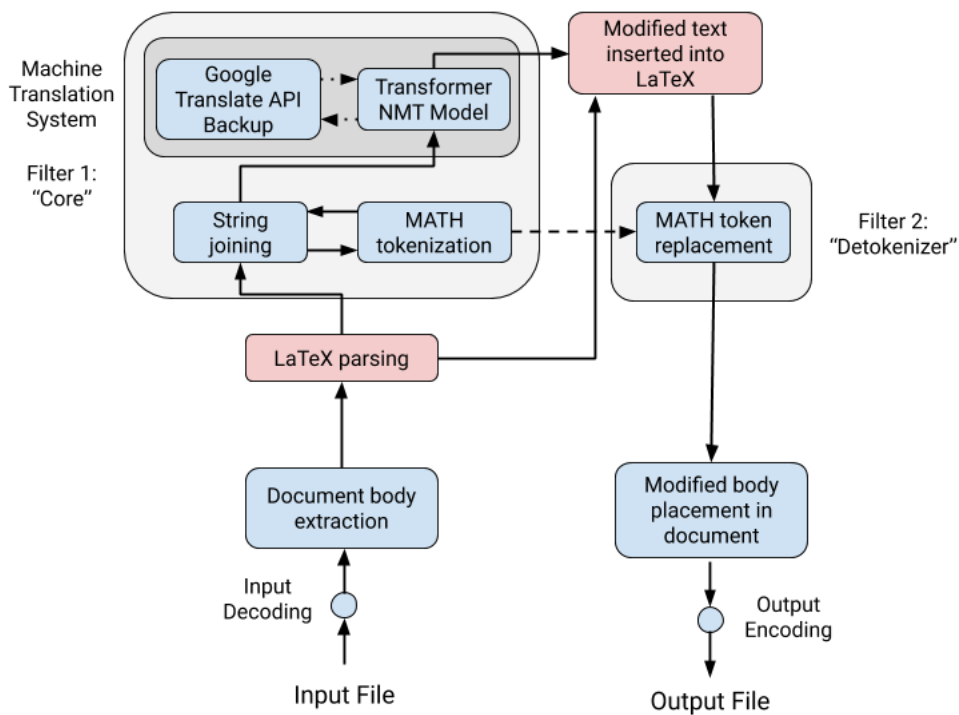 Machine
Translation
System
Google
Translate API
Backup
Transformer
NMT Model
Modified text
inserted into
LaTeX
Filter 1:
“Core”
String
joining
MATH
tokenization
MATH token
replacement
Filter 2:
“Detokenizer”
LaTeX parsing
Document body
extraction
Modified body
placement in
document
Input
Decoding
Output
Encoding
Input File
Output File